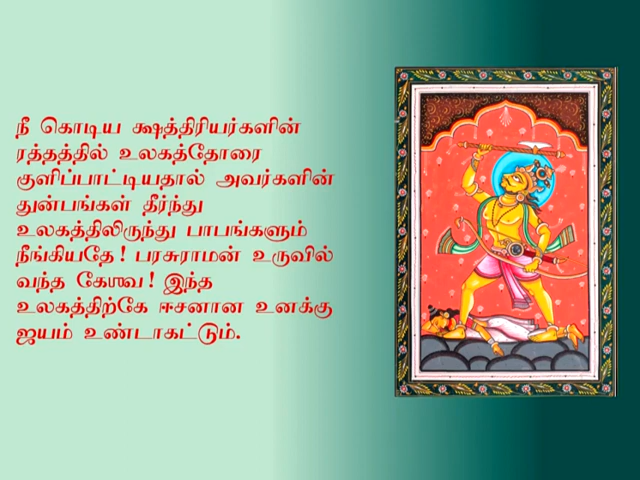 நீ கொடிய க்ஷத்திரியர்களின்
ரத்தத்தில் உலகத்தோரை
குளிப்பாட்டியதால் அவர்களின்
துன்பங்கள் தீர்ந்து
உலகத்திலிருந்து பாபங்களும்
நீங்கியதே! பரசுராமன் உருவில்
வந்த கேஶவ! இந்த
உலகத்திற்கே ஈசனான உனக்கு
ஜயம் உண்டாகட்டும்.